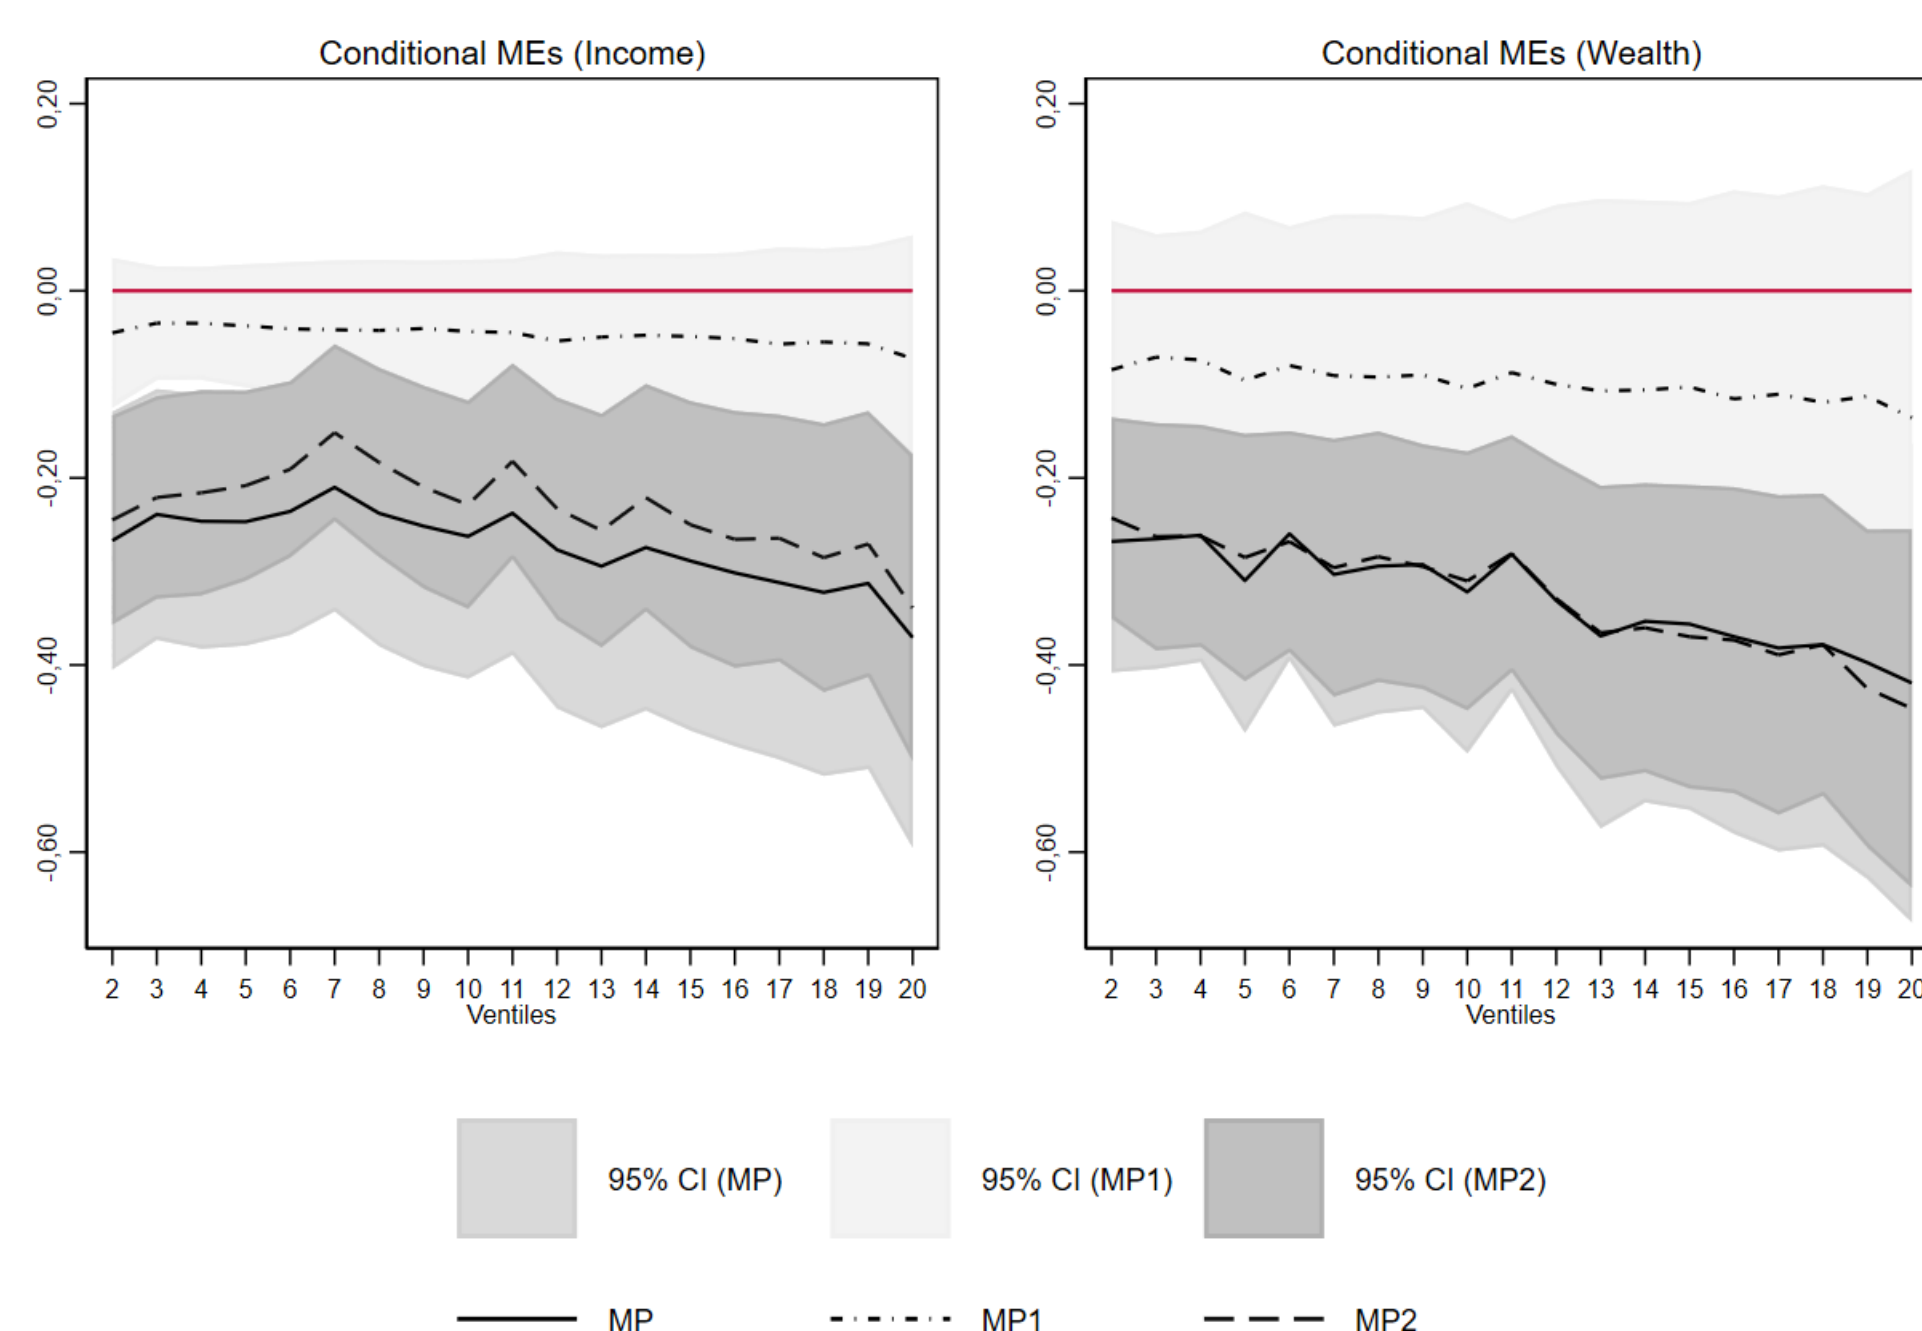 Conditional MEs (Income)
0,20
0,00
-0,20
-0,40
-0,60
2 3 4 5 6 7 8 9 10 11 12 13 14 15 16 17 18 19 20
Ventiles
Conditional MEs (Wealth)
0,20
0,00
-0,20
-0,40
-0,60
2 3 4 5 6 7 8 9 10 11 12 13 14 15 16 17 18 19 20
Ventiles
95% CI (MP) 95% CI (MP1) 95% CI (MP2)
MP MP1 MP2